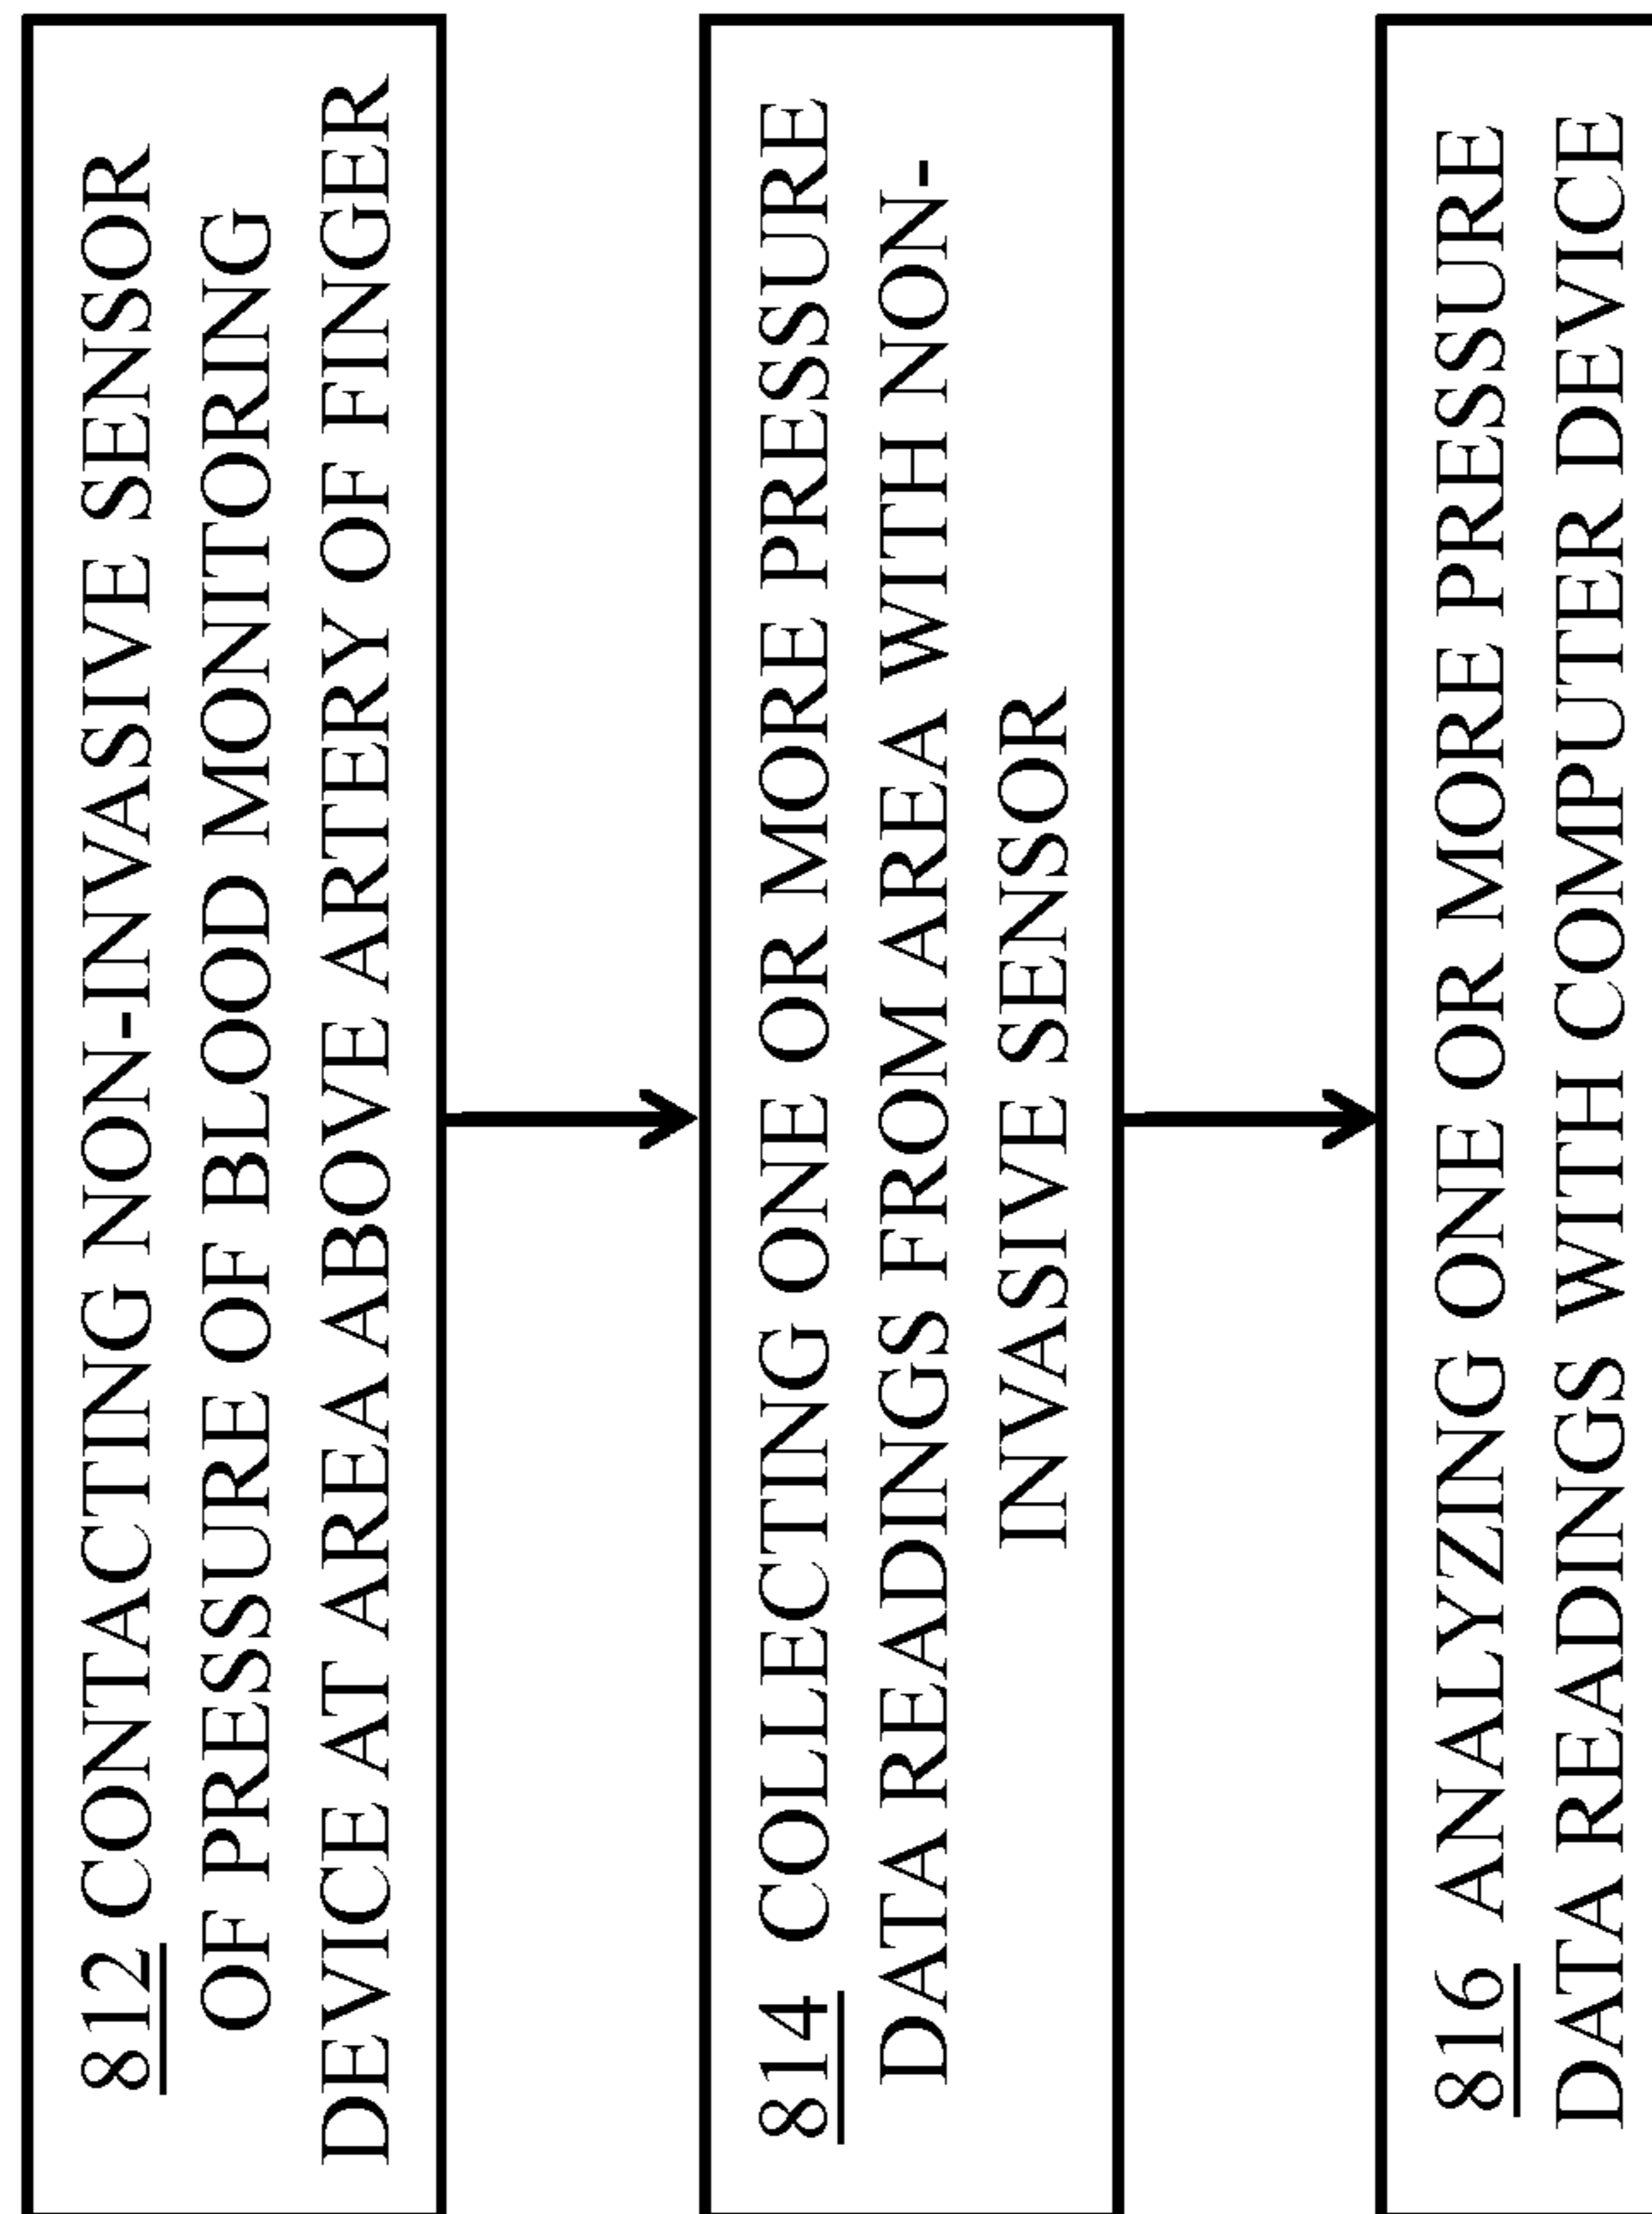 812 CONTACTING NON-INVASIVE SENSOR
OF PRESSURE OF BLOOD MONITORING
DEVICE AT AREA ABOVE ARTERY OF FINGER
814 COLLECTING ONE OR MORE PRESSURE
DATA READINGS FROM AREA WITH NON-
INVASIVE SENSOR
816 ANALYZING ONE OR MORE PRESSURE
DATA READINGS WITH COMPUTER DEVICE